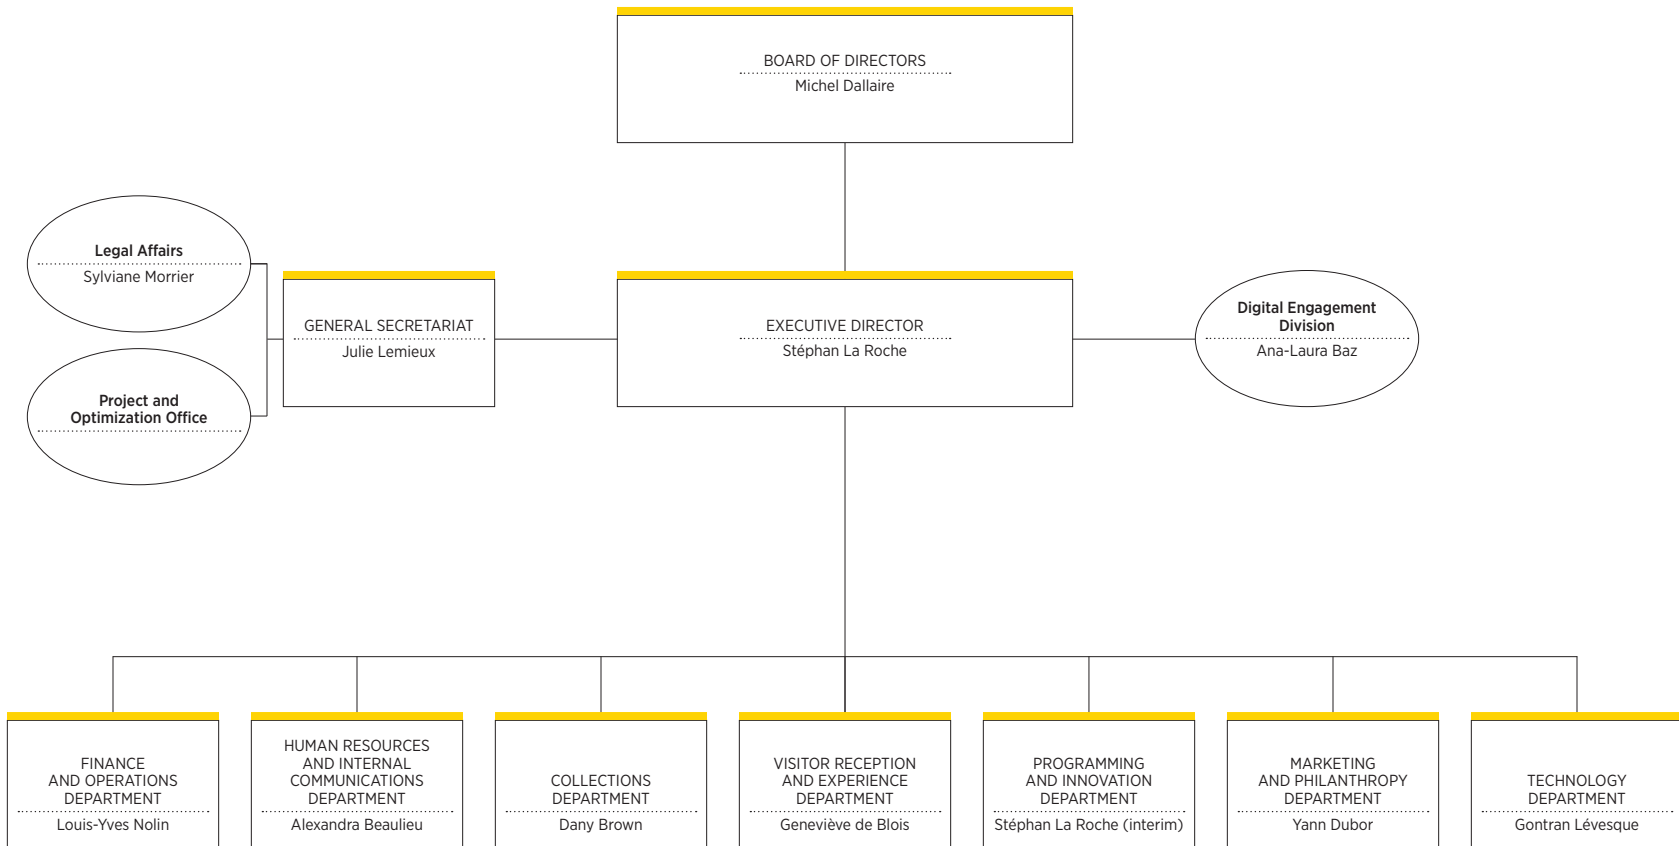 BOARD OF DIRECTORS
Michel Dallaire
Legal Affairs
Sylviane Morrier
Project and
Optimization Office
GENERAL SECRETARIAT
Julie Lemieux
EXECUTIVE DIRECTOR
Stéphan La Roche
Digital Engagement
Division
Ana-Laura Baz
FINANCE
AND OPERATIONS
DEPARTMENT
Louis-Yves Nolin
HUMAN RESOURCES
AND INTERNAL
COMMUNICATIONS
DEPARTMENT
Alexandra Beaulieu
COLLECTIONS
DEPARTMENT
Dany Brown
VISITOR RECEPTION
AND EXPERIENCE
DEPARTMENT
Geneviève de Blois
PROGRAMMING
AND INNOVATION
DEPARTMENT
Stéphan La Roche (interim)
MARKETING
AND PHILANTHROPY
DEPARTMENT
Yann Dubor
TECHNOLOGY
DEPARTMENT
Gontran Lévesque